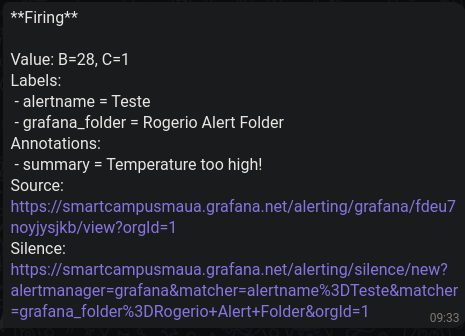 **Firing**
Value: B=28, C=1
Labels:
- alertname = Teste
- grafana_folder = Rogerio Alert Folder
Annotations:
- summary = Temperature too high!
Source:
https://smartcampusmaua.grafana.net/alerting/grafana/fdeu7
noyjysjkb/view?orgId=1
Silence:
https://smartcampusmaua.grafana.net/alerting/silence/new?
alertmanager=grafana&matcher=alertname%3DTeste&matcher
=grafana_folder%3DRogerio+Alert+Folder&orgId=1
09:33